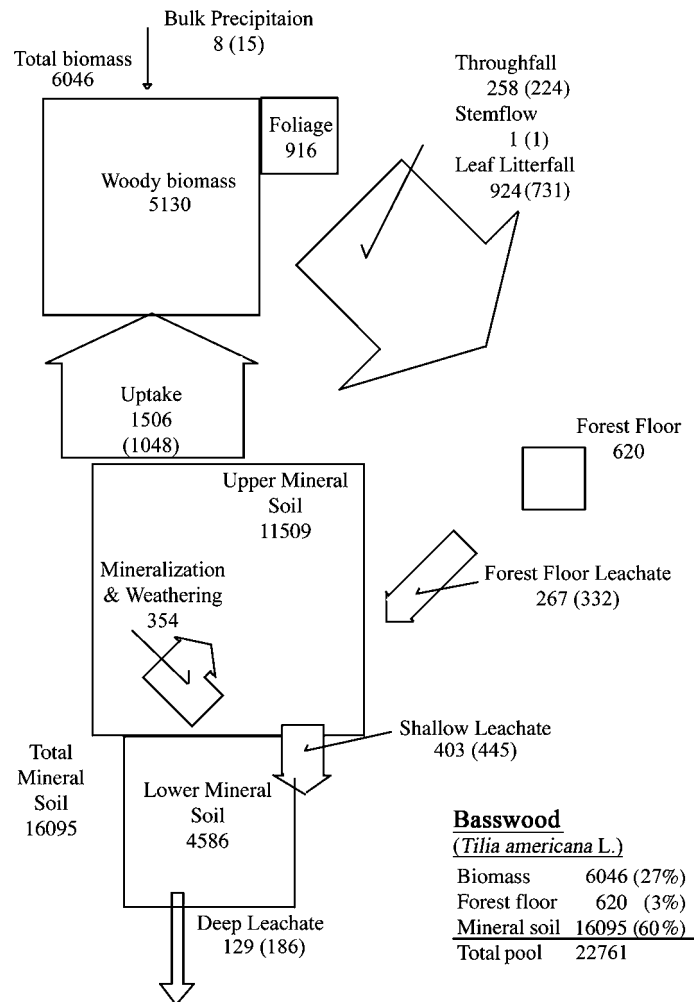 Bulk Precipitaion
8 (15)
Total biomass
6046
Throughfall
258 (224)
Stemflow
1 (1)
Leaf Litterfall
924 (731)
Foliage
916
Woody biomass
5130
Uptake
1506
(1048)
Forest Floor
620
Upper Mineral
Soil
11509
Mineralization
& Weathering
354
Forest Floor Leachate
267 (332)
Shallow Leachate
403 (445)
Total
Mineral
Soil
16095
Lower Mineral
Soil
4586
Deep Leachate
129 (186)
Basswood
(Tilia americana L.)
Biomass 6046 (27%)
Forest floor 620 (3%)
Mineral soil 16095 (60%)
Total pool 22761